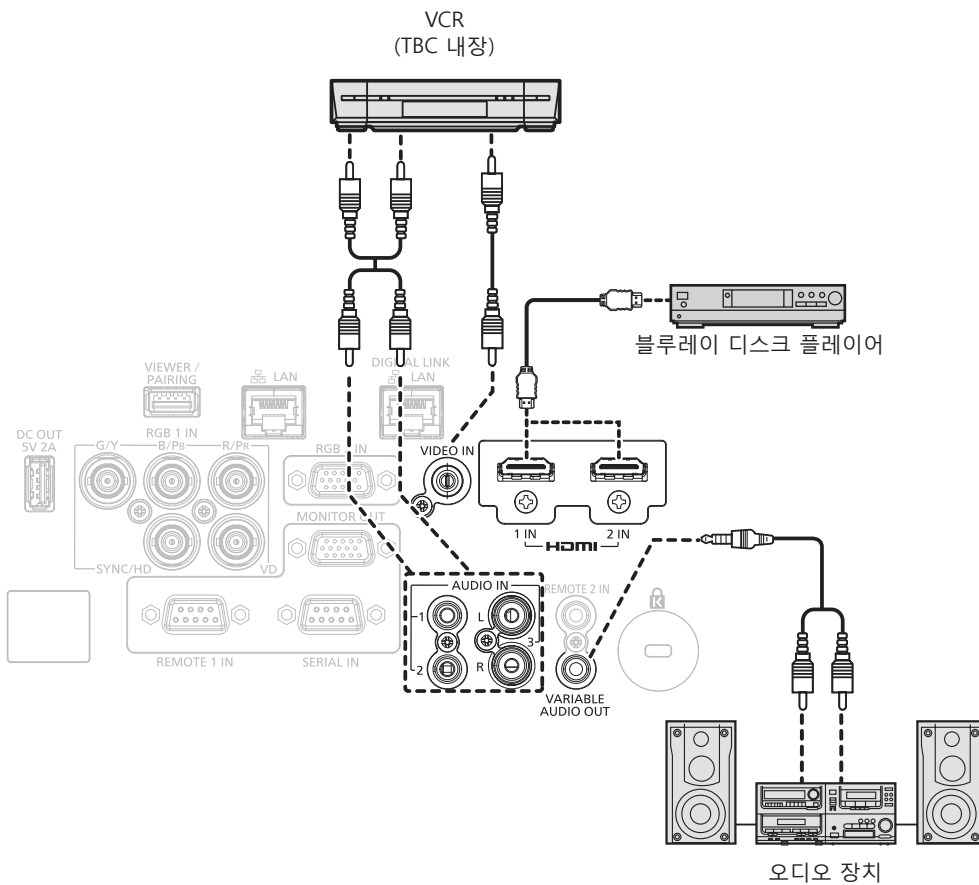 VCR
(TBC 내장)
블루레이 디스크 플레이어
VIEWER /
PAIRING
LAN
DIGITAL LINK
LAN
DC OUT
5V 2A
RGB 1 IN
G/Y
B/PB
R/PR
SYNC/HD
VD
RGB 2 IN
VIDEO IN
MONITOR OUT
1 IN
2 IN
HDMI
REMOTE 1 IN
SERIAL IN
AUDIO IN
1
2
L
R
3
REMOTE 2 IN
K
VARIABLE
AUDIO OUT
오디오 장치